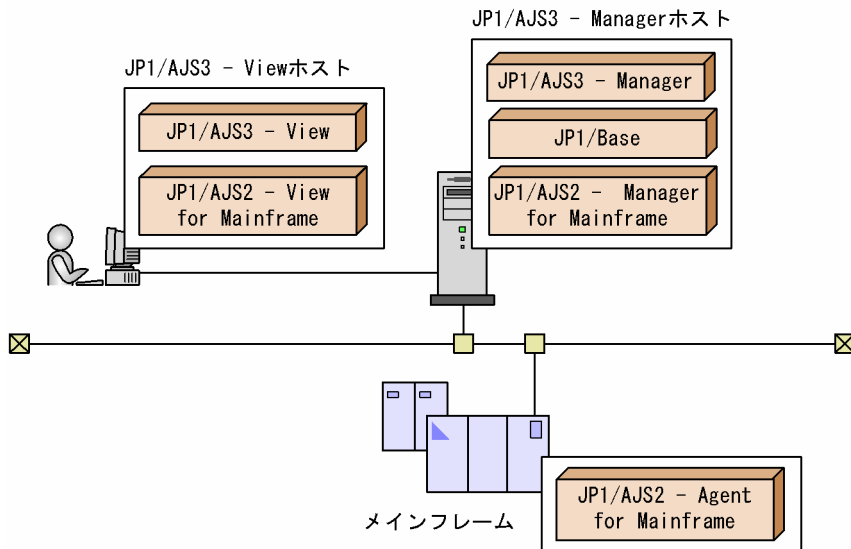 JP1/AJS3 - Managerホスト
JP1/AJS3 - Manager
JP1/Base
JP1/AJS2 - Manager
for Mainframe
JP1/AJS3 - Viewホスト
JP1/AJS3 - View
JP1/AJS2 - View
for Mainframe
メインフレーム
JP1/AJS2 - Agent
for Mainframe